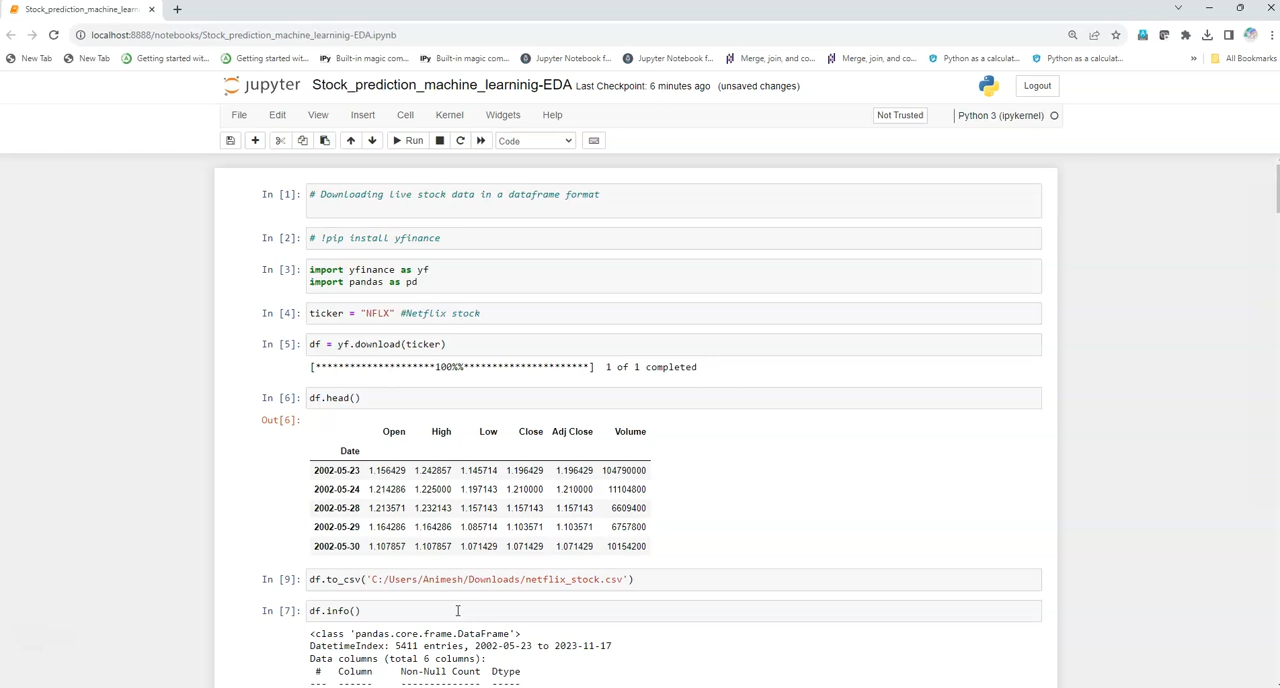 Stock_prediction_machine_learn
localhost:8888/notebooks/Stock_prediction_machine_learninig-EDA.ipynb
New Tab New Tab Getting started wit... Getting started wit... IPy Built-in magic com... IPy Built-in magic com... Jupyter Notebook f... Jupyter Notebook f... Merge, join, and co... Merge, join, and co... Python as a calculat... Python as a calculat... » All Bookmarks
jupyter Stock_prediction_machine_learninig-EDA Last Checkpoint: 6 minutes ago (unsaved changes) Logout
File Edit View Insert Cell Kernel Widgets Help Not Trusted Python 3 (ipykernel)
Run Code
In [1]: # Downloading live stock data in a dataframe format
In [2]: # !pip install yfinance
In [3]: import yfinance as yf
import pandas as pd
In [4]: ticker = "NFLX" #Netflix stock
In [5]: df = yf.download(ticker)
[*********************100%%**********************] 1 of 1 completed
In [6]: df.head()
Out[6]:
Open High Low Close Adj Close Volume
Date
2002-05-23 1.156429 1.242857 1.145714 1.196429 1.196429 104790000
2002-05-24 1.214286 1.225000 1.197143 1.210000 1.210000 11104800
2002-05-28 1.213571 1.232143 1.157143 1.157143 1.157143 6609400
2002-05-29 1.164286 1.164286 1.085714 1.103571 1.103571 6757800
2002-05-30 1.107857 1.107857 1.071429 1.071429 1.071429 10154200
In [9]: df.to_csv('C:/Users/Animesh/Downloads/netflix_stock.csv')
In [7]: df.info()
<class 'pandas.core.frame.DataFrame'>
DatetimeIndex: 5411 entries, 2002-05-23 to 2023-11-17
Data columns (total 6 columns):
# Column Non-Null Count Dtype